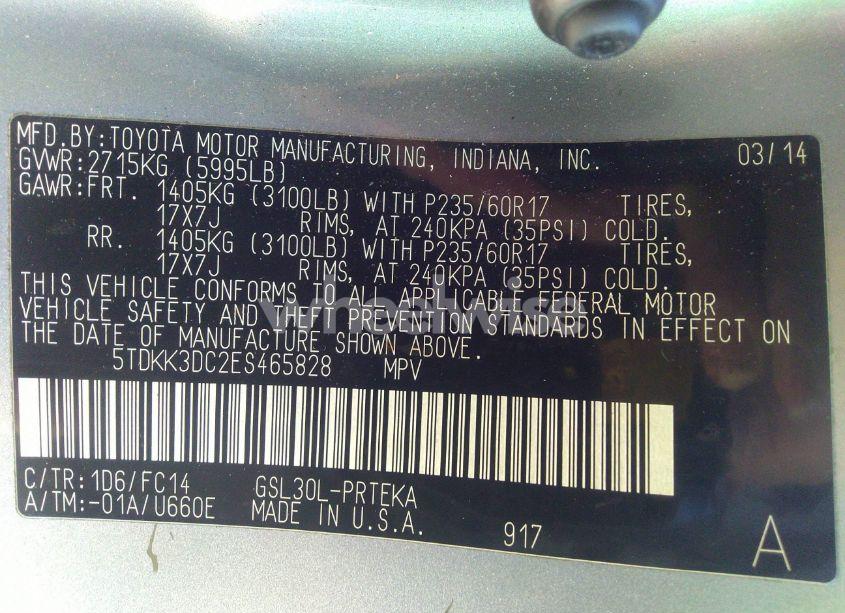 MFD.BY:TOYOTA MOTOR MANUFACTURING, INDIANA, INC. 03/14
GVWR:2715KG (5995LB)
GAWR:FRT. 1405KG (3100LB) WITH P235/60R17 TIRES,
17X7J RIMS, AT 240KPA (35PSI) COLD.
RR. 1405KG (3100LB) WITH P235/60R17 TIRES,
17X7J RIMS, AT 240KPA (35PSI) COLD.
THIS VEHICLE CONFORMS TO ALL APPLICABLE FEDERAL MOTOR
VEHICLE SAFETY AND THEFT PREVENTION STANDARDS IN EFFECT ON
THE DATE OF MANUFACTURE SHOWN ABOVE.
wheelwise
5TDKK3DC2ES465828 MPV
C/TR:1D6/FC14 GSL30L-PRTEKA
A/TM:-01A/U660E MADE IN U.S.A. 917 A